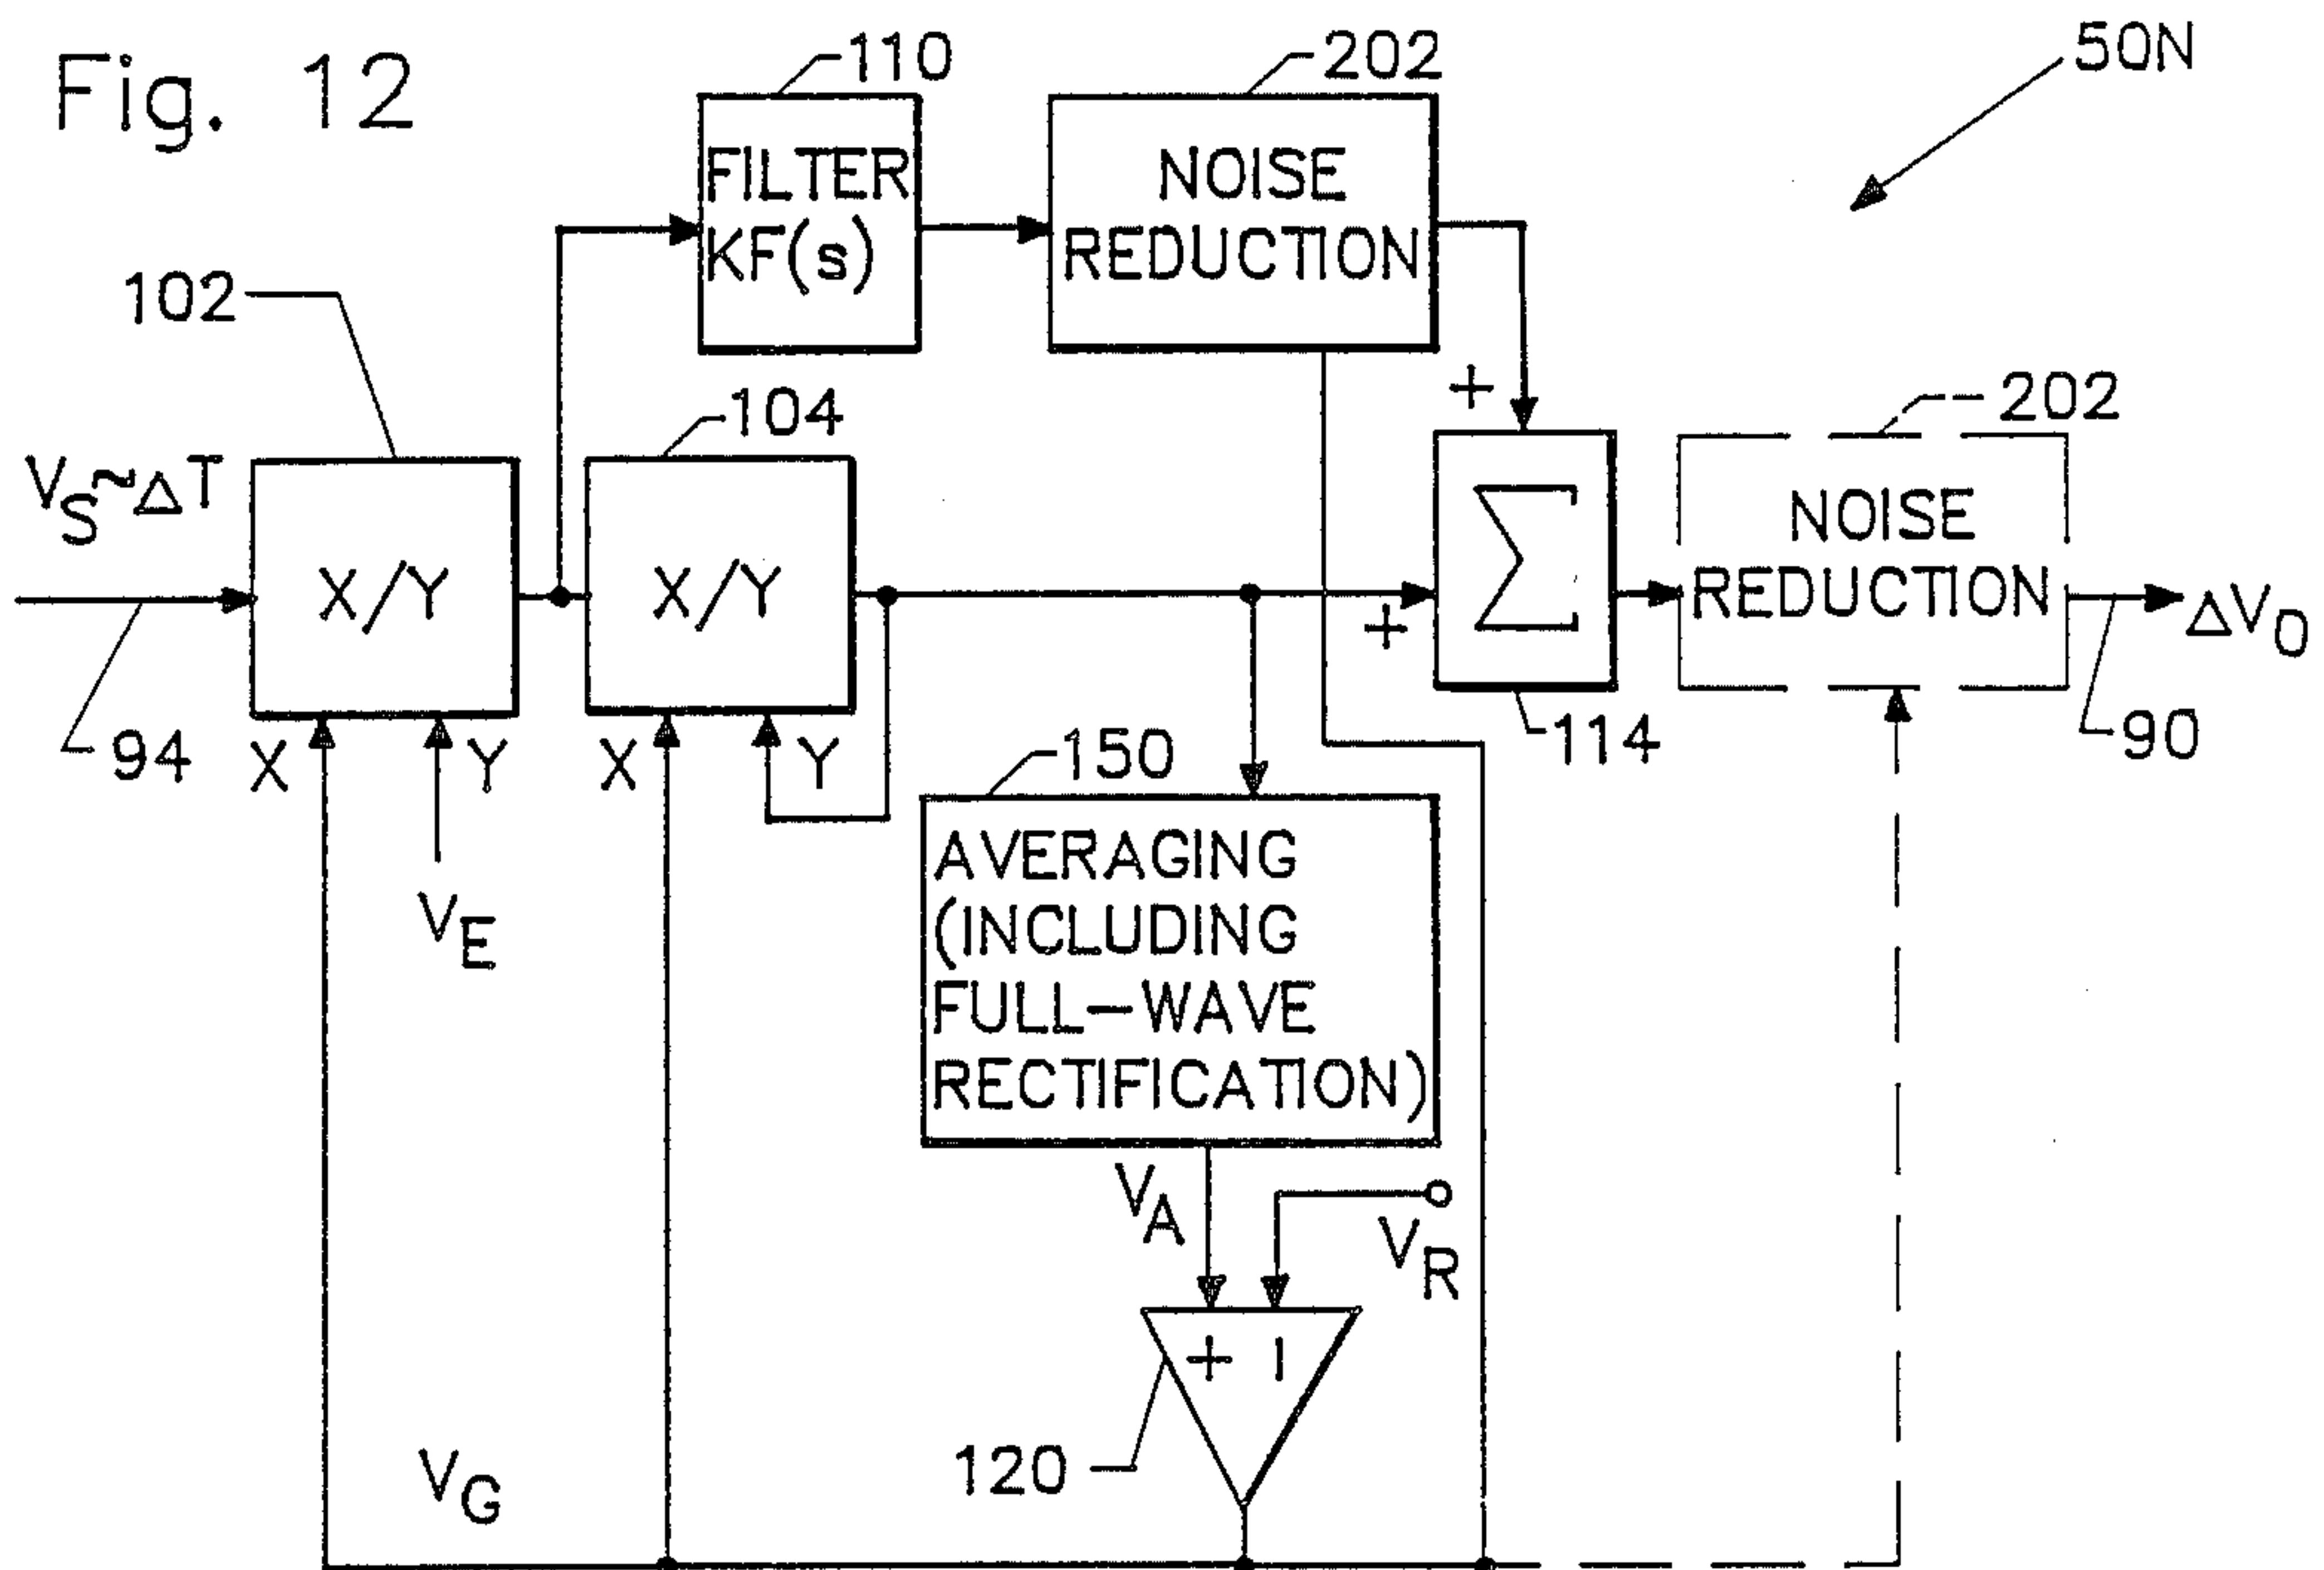 Fig. 12
110
202
50N
FILTER
KF(s)
NOISE
REDUCTION
102
104
+
202
V_S~ΔT
X/Y
X/Y
+
Σ
NOISE
REDUCTION
ΔV_O
94
X
Y
X
Y
150
114
90
V_E
AVERAGING
(INCLUDING
FULL-WAVE
RECTIFICATION)
V_A
V_R
+ -
120
V_G